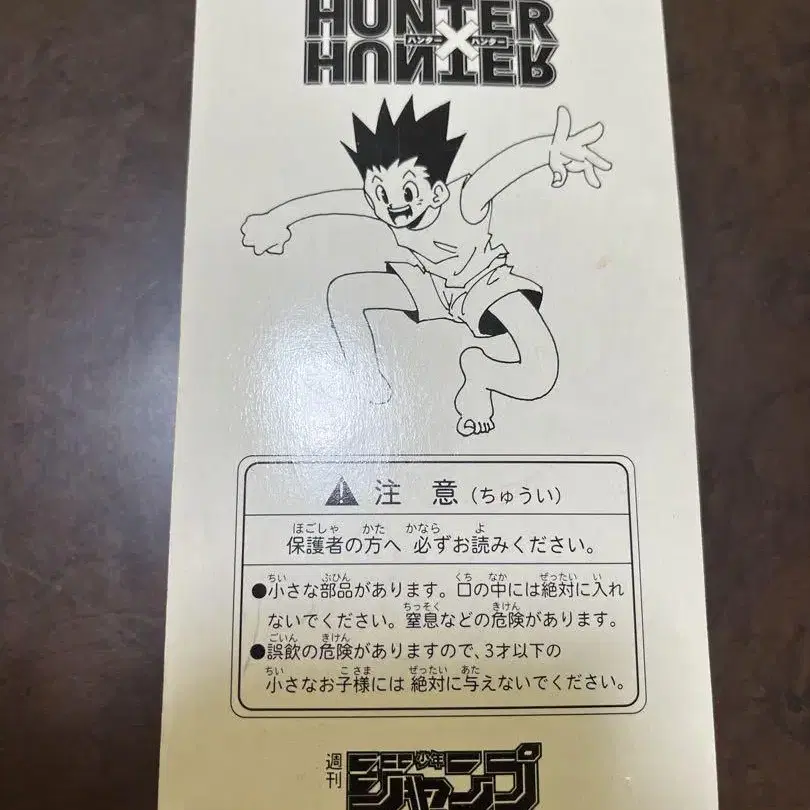 HUNTER
ハンター×ハンター
HUNTER
注 意（ちゅうい）
ほごしゃ かた かなら よ
保護者の方へ 必ずお読みください。
ちい ぶひん くち なか ぜったい い
●小さな部品があります。口の中には絶対に入れ
ちっそく きけん
ないでください。窒息などの危険があります。
ごいん きけん
●誤飲の危険がありますので、3才以下の
ちい こさま ぜったい あた
小さなお子様には 絶対に与えないでください。
週刊
少年
ジャンプ